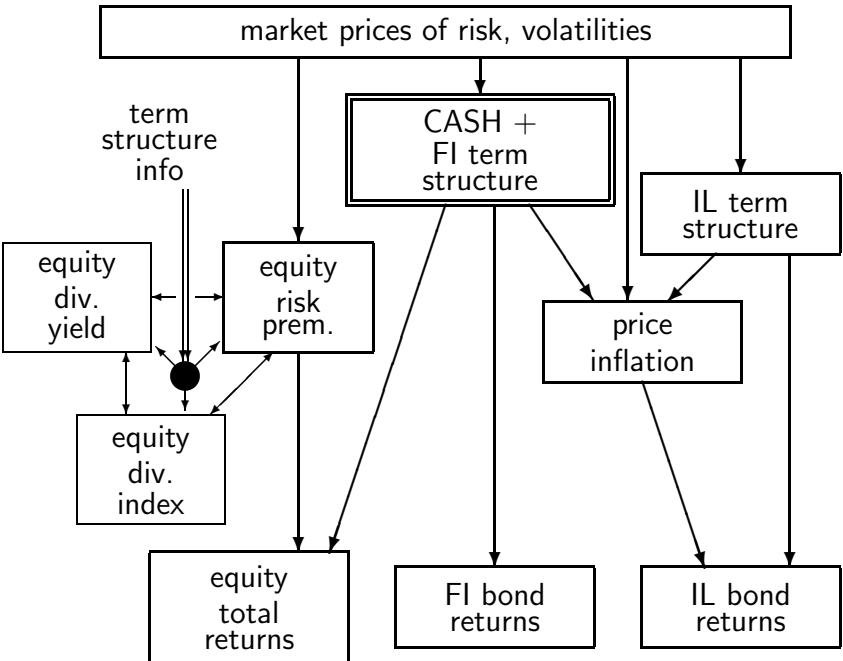 market prices of risk, volatilities
term
structure
info
CASH +
FI term
structure
IL term
structure
equity
div.
yield
equity
risk
prem.
price
inflation
equity
div.
index
equity
total
returns
FI bond
returns
IL bond
returns